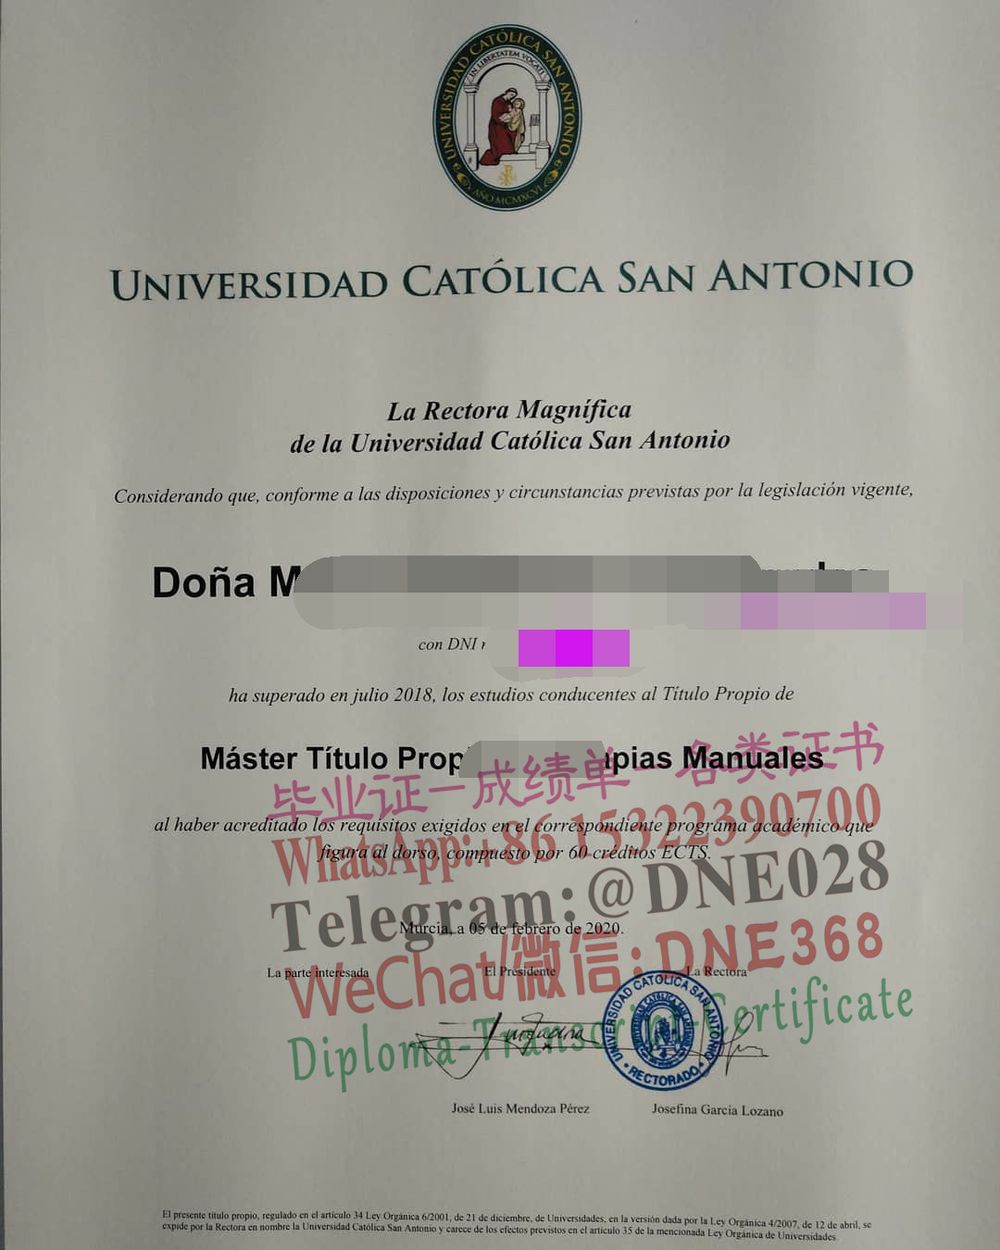 UNIVERSIDAD CATÓLICA SAN ANTONIO
IN LIBERTATEM VOCATI
AÑO MCMXCVI
UNIVERSIDAD CATÓLICA SAN ANTONIO
La Rectora Magnífica
de la Universidad Católica San Antonio
Considerando que, conforme a las disposiciones y circunstancias previstas por la legislación vigente,
Doña M
con DNI
ha superado en julio 2018, los estudios conducentes al Título Propio de
Máster Título Prop pias Manuales
毕业证一成绩单一各类证书
al haber acreditado los requisitos exigidos en el correspondiente programa académico que
WhatsApp:+86 15322390700
figura al dorso, compuesto por 60 créditos ECTS.
Telegram:@DNE028
Murcia, a 05 de febrero de 2020.
WeChat/微信:DNE368
La parte interesada El Presidente La Rectora
Diploma-Transcript-Certificate
UNIVERSIDAD CATÓLICA SAN ANTONIO
RECTORADO
José Luis Mendoza Pérez Josefina García Lozano
El presente título propio, regulado en el artículo 34 Ley Orgánica 6/2001, de 21 de diciembre, de Universidades, en la versión dada por la Ley Orgánica 4/2007, de 12 de abril, se
expide por la Rectora en nombre la Universidad Católica San Antonio y carece de los efectos previstos en el artículo 35 de la mencionada Ley Orgánica de Universidades.